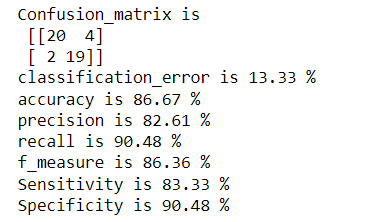 Confusion_matrix is
[[20  4]
[ 2 19]]
classification_error is 13.33 %
accuracy is 86.67 %
precision is 82.61 %
recall is 90.48 %
f_measure is 86.36 %
Sensitivity is 83.33 %
Specificity is 90.48 %